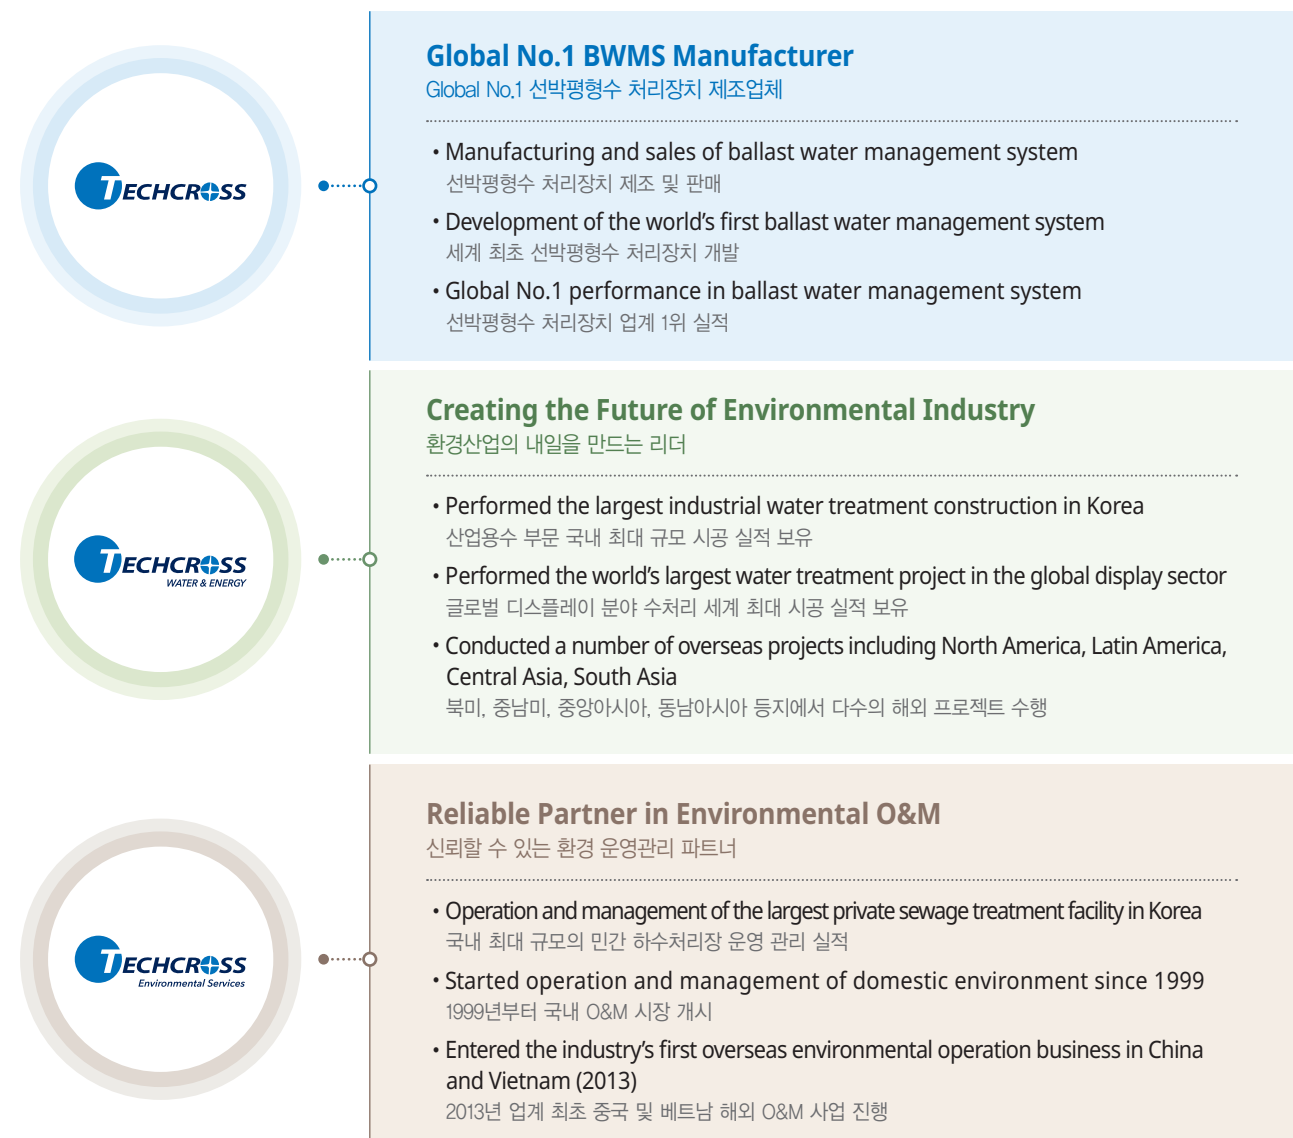 TECHCROSS
Global No.1 BWMS Manufacturer
Global No.1 선박평형수 처리장치 제조업체
• Manufacturing and sales of ballast water management system
선박평형수 처리장치 제조 및 판매
• Development of the world's first ballast water management system
세계 최초 선박평형수 처리장치 개발
• Global No.1 performance in ballast water management system
선박평형수 처리장치 업계 1위 실적
TECHCROSS
WATER & ENERGY
Creating the Future of Environmental Industry
환경산업의 내일을 만드는 리더
• Performed the largest industrial water treatment construction in Korea
산업용수 부문 국내 최대 규모 시공 실적 보유
• Performed the world's largest water treatment project in the global display sector
글로벌 디스플레이 분야 수처리 세계 최대 시공 실적 보유
• Conducted a number of overseas projects including North America, Latin America,
Central Asia, South Asia
북미, 중남미, 중앙아시아, 동남아시아 등지에서 다수의 해외 프로젝트 수행
TECHCROSS
Environmental Services
Reliable Partner in Environmental O&M
신뢰할 수 있는 환경 운영관리 파트너
• Operation and management of the largest private sewage treatment facility in Korea
국내 최대 규모의 민간 하수처리장 운영 관리 실적
• Started operation and management of domestic environment since 1999
1999년부터 국내 O&M 시장 개시
• Entered the industry's first overseas environmental operation business in China
and Vietnam (2013)
2013년 업계 최초 중국 및 베트남 해외 O&M 사업 진행